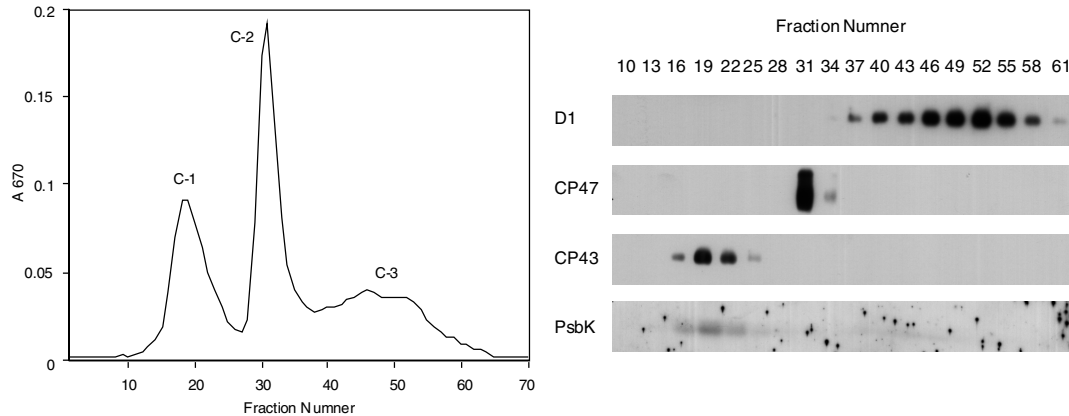 0.2
0.15
0.1
0.05
0
A 670
C-1
C-2
C-3
10 20 30 40 50 60 70
Fraction Numner
Fraction Numner
10 13 16 19 22 25 28 31 34 37 40 43 46 49 52 55 58 61
D1
CP47
CP43
PsbK